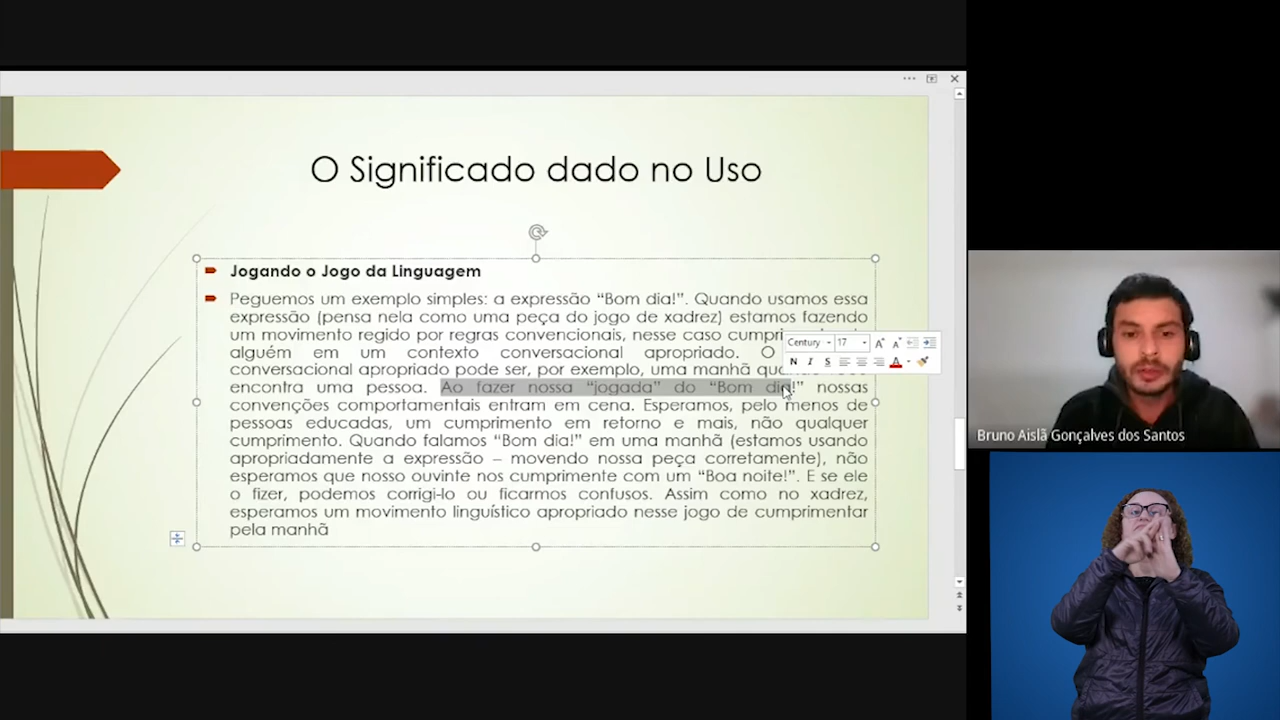 O Significado dado no Uso
Jogando o Jogo da Linguagem
Peguemos um exemplo simples: a expressão “Bom dia!”. Quando usamos essa
expressão (pensa nela como uma peça do jogo de xadrez) estamos fazendo
um movimento regido por regras convencionais, nesse caso
alguém em um contexto conversacional apropriado. O
conversacional apropriado pode ser, por exemplo, uma manhã
encontra uma pessoa. Ao fazer nossa “jogada” do “Bom dia!” nossas
convenções comportamentais entram em cena. Esperamos, pelo menos de
pessoas educadas, um cumprimento em retorno e mais, não qualquer
cumprimento. Quando falamos “Bom dia!” em uma manhã (estamos usando
apropriadamente a expressão – movendo nossa peça corretamente), não
esperamos que nosso ouvinte nos cumprimente com um “Boa noite!”. E se ele
o fizer, podemos corrigi-lo ou ficarmos confusos. Assim como no xadrez,
esperamos um movimento linguístico apropriado nesse jogo de cumprimentar
pela manhã
Century 17 A A
N I S A
Bruno Aislã Gonçalves dos Santos